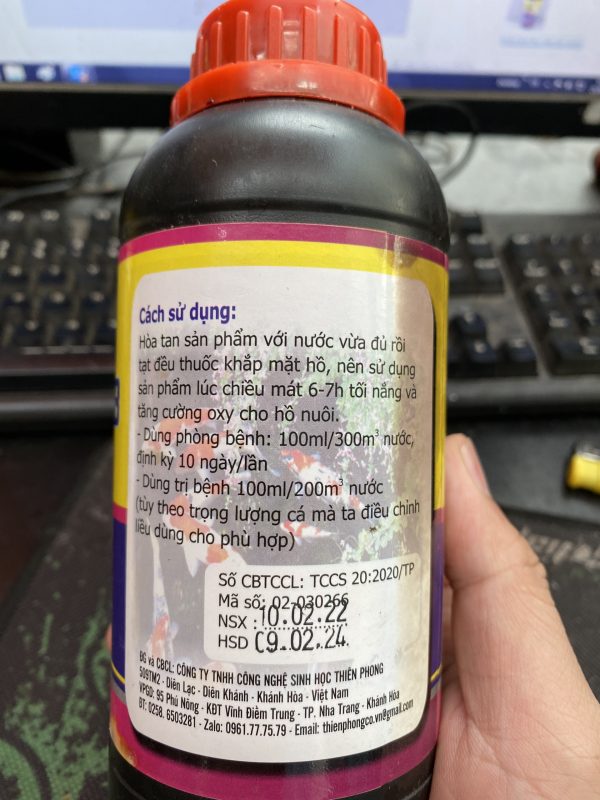 Cách sử dụng:
Hòa tan sản phẩm với nước vừa đủ rồi
tạt đều thuốc khắp mặt hồ, nên sử dụng
sản phẩm lúc chiều mát 6-7h tối nắng và
tăng cường oxy cho hồ nuôi.
- Dùng phòng bệnh: 100ml/300m³ nước,
định kỳ 10 ngày/lần
- Dùng trị bệnh 100ml/200m³ nước
(tùy theo trọng lượng cá mà ta điều chỉnh
liều dùng cho phù hợp)
Số CBTCCL: TCCS 20:2020/TP
Mã số: 02-030266
NSX : 10.02.22
HSD 09.02.24
ĐG và CBCL: CÔNG TY TNHH CÔNG NGHỆ SINH HỌC THIÊN PHONG
SO9TM2 - Diên Lạc - Diên Khánh - Khánh Hòa - Việt Nam
VPGD: 95 Phú Nông - KĐT Vĩnh Điềm Trung - TP. Nha Trang - Khánh Hòa
ĐT: 0258. 6503281 - Zalo: 0961.77.75.79 - Email: thienphongco.vn@gmail.com